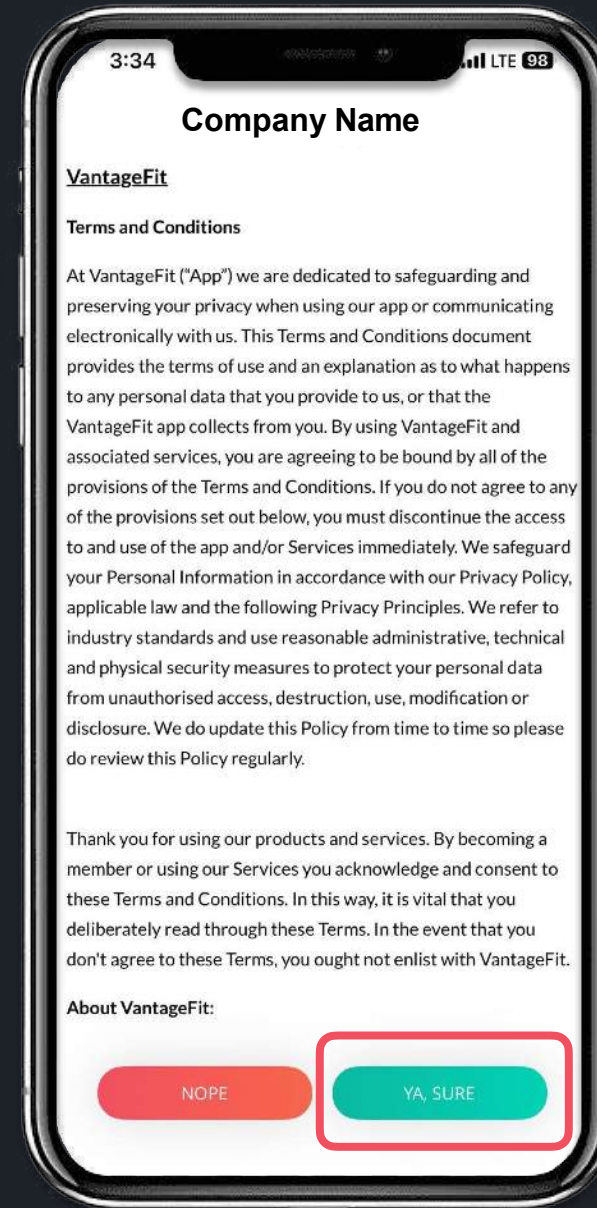 3:34
LTE 98
Company Name
VantageFit
Terms and Conditions
At VantageFit (“App”) we are dedicated to safeguarding and
preserving your privacy when using our app or communicating
electronically with us. This Terms and Conditions document
provides the terms of use and an explanation as to what happens
to any personal data that you provide to us, or that the
VantageFit app collects from you. By using VantageFit and
associated services, you are agreeing to be bound by all of the
provisions of the Terms and Conditions. If you do not agree to any
of the provisions set out below, you must discontinue the access
to and use of the app and/or Services immediately. We safeguard
your Personal Information in accordance with our Privacy Policy,
applicable law and the following Privacy Principles. We refer to
industry standards and use reasonable administrative, technical
and physical security measures to protect your personal data
from unauthorised access, destruction, use, modification or
disclosure. We do update this Policy from time to time so please
do review this Policy regularly.
Thank you for using our products and services. By becoming a
member or using our Services you acknowledge and consent to
these Terms and Conditions. In this way, it is vital that you
deliberately read through these Terms. In the event that you
don't agree to these Terms, you ought not enlist with VantageFit.
About VantageFit:
NOPE
YA, SURE